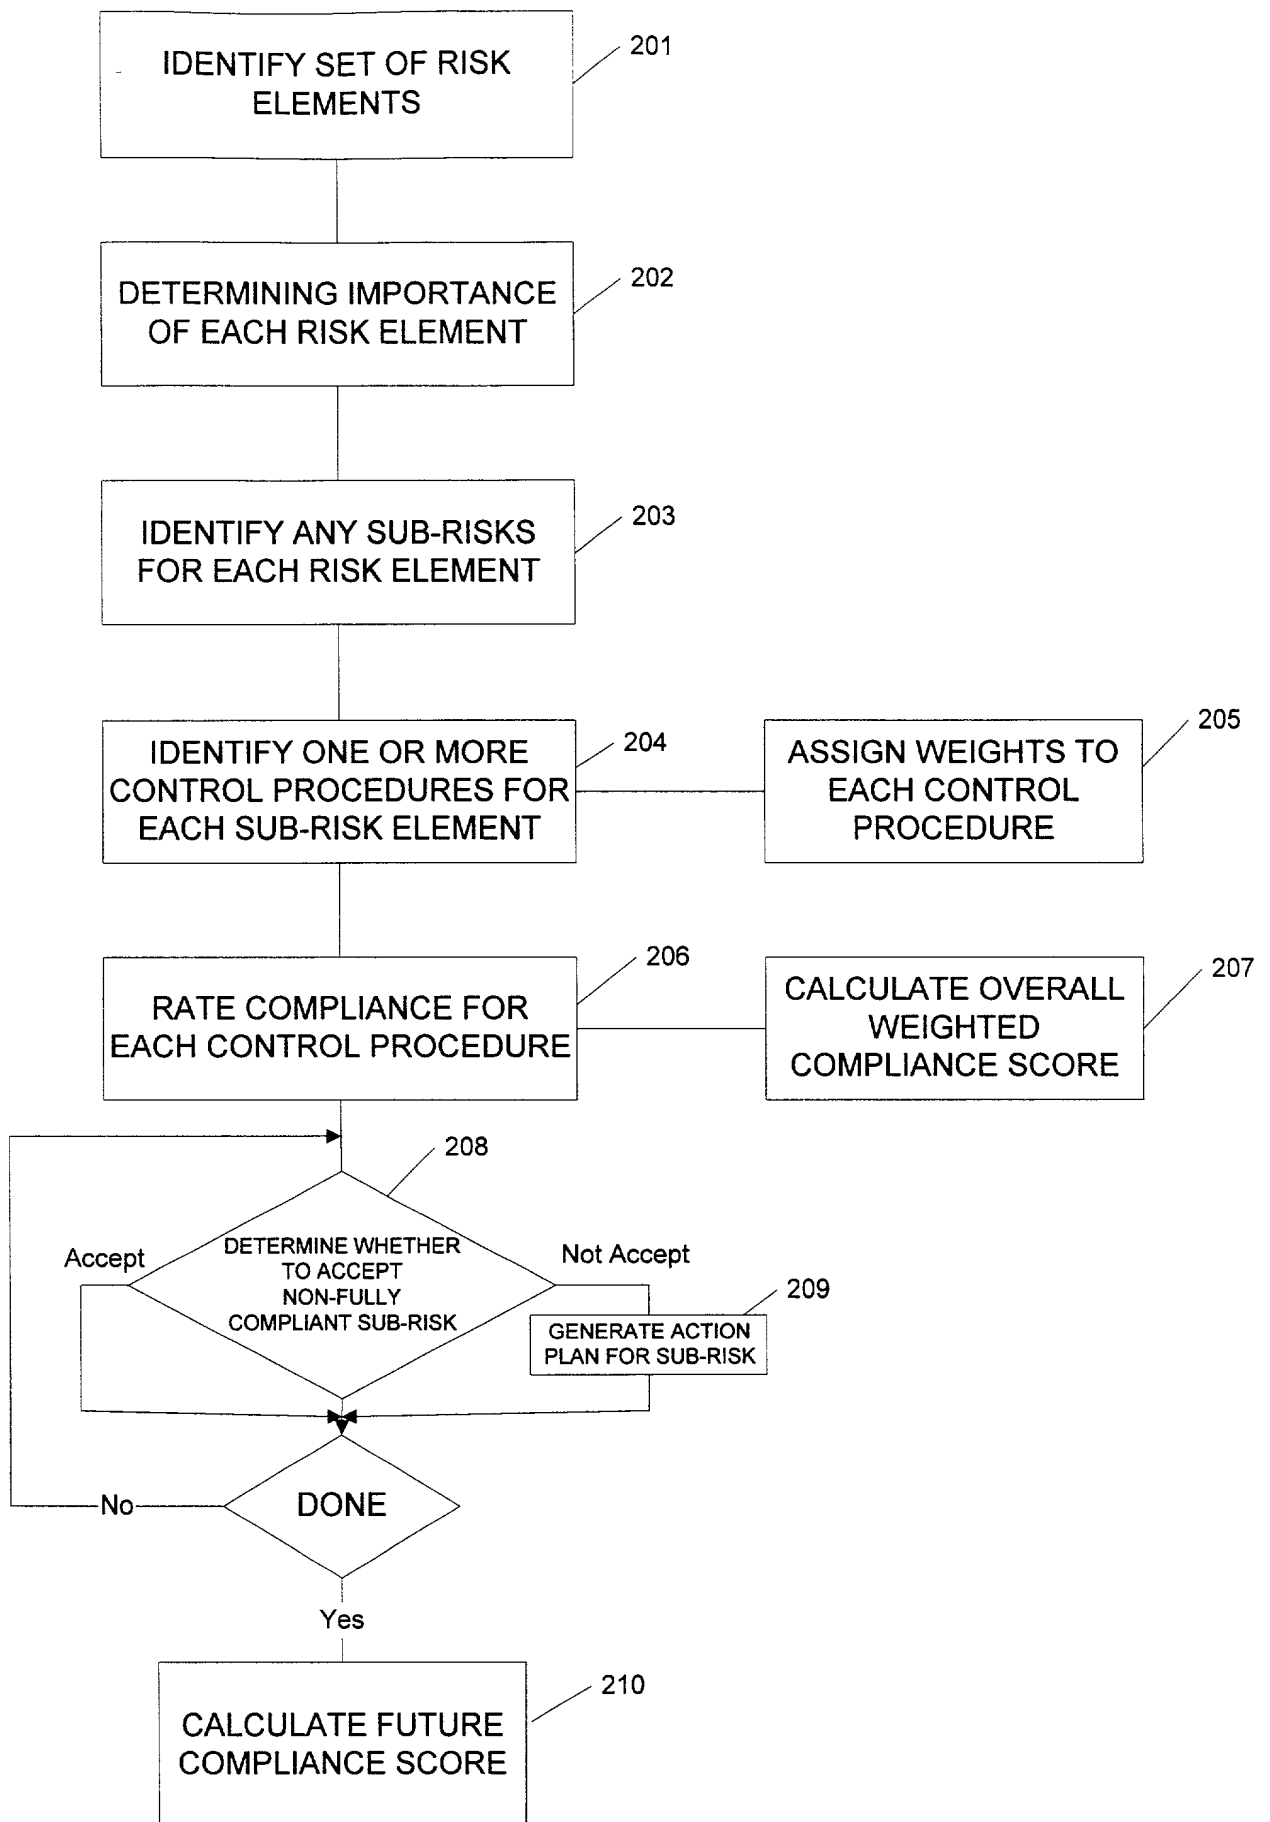 IDENTIFY SET OF RISK
ELEMENTS
201
DETERMINING IMPORTANCE
OF EACH RISK ELEMENT
202
IDENTIFY ANY SUB-RISKS
FOR EACH RISK ELEMENT
203
IDENTIFY ONE OR MORE
CONTROL PROCEDURES FOR
EACH SUB-RISK ELEMENT
204
ASSIGN WEIGHTS TO
EACH CONTROL
PROCEDURE
205
RATE COMPLIANCE FOR
EACH CONTROL PROCEDURE
206
CALCULATE OVERALL
WEIGHTED
COMPLIANCE SCORE
207
208
DETERMINE WHETHER
TO ACCEPT
NON-FULLY
COMPLIANT SUB-RISK
Accept
Not Accept
209
GENERATE ACTION
PLAN FOR SUB-RISK
DONE
No
Yes
CALCULATE FUTURE
COMPLIANCE SCORE
210